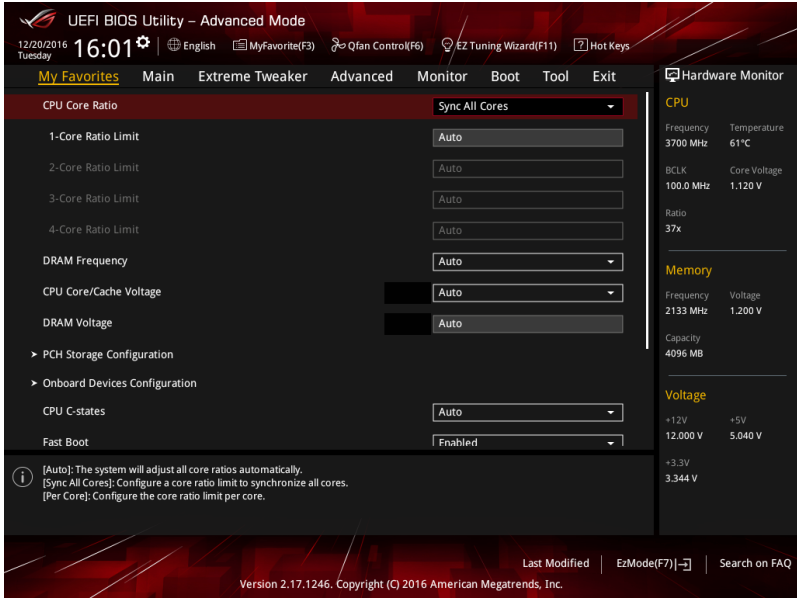 UEFI BIOS Utility – Advanced Mode
12/20/2016 Tuesday 16:01 English MyFavorite(F3) Qfan Control(F6) EZ Tuning Wizard(F11) ? Hot Keys
My Favorites Main Extreme Tweaker Advanced Monitor Boot Tool Exit
CPU Core Ratio Sync All Cores
1-Core Ratio Limit Auto
2-Core Ratio Limit Auto
3-Core Ratio Limit Auto
4-Core Ratio Limit Auto
DRAM Frequency Auto
CPU Core/Cache Voltage Auto
DRAM Voltage Auto
> PCH Storage Configuration
> Onboard Devices Configuration
CPU C-states Auto
Fast Boot Enabled
[Auto]: The system will adjust all core ratios automatically.
[Sync All Cores]: Configure a core ratio limit to synchronize all cores.
[Per Core]: Configure the core ratio limit per core.
Hardware Monitor
CPU
Frequency Temperature
3700 MHz 61°C
BCLK Core Voltage
100.0 MHz 1.120 V
Ratio
37x
Memory
Frequency Voltage
2133 MHz 1.200 V
Capacity
4096 MB
Voltage
+12V +5V
12.000 V 5.040 V
+3.3V
3.344 V
Last Modified EzMode(F7) Search on FAQ
Version 2.17.1246. Copyright (C) 2016 American Megatrends, Inc.